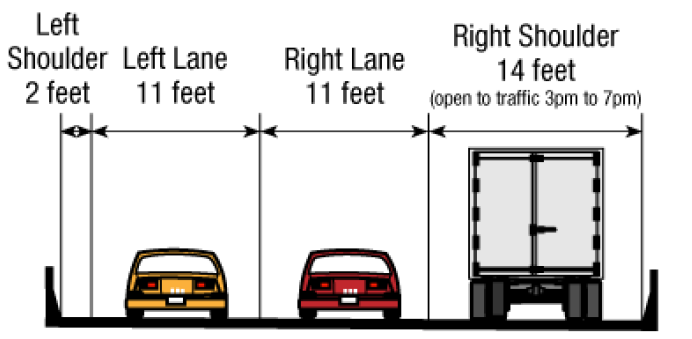 Left
Shoulder
2 feet
Left Lane
11 feet
Right Lane
11 feet
Right Shoulder
14 feet
(open to traffic 3pm to 7pm)